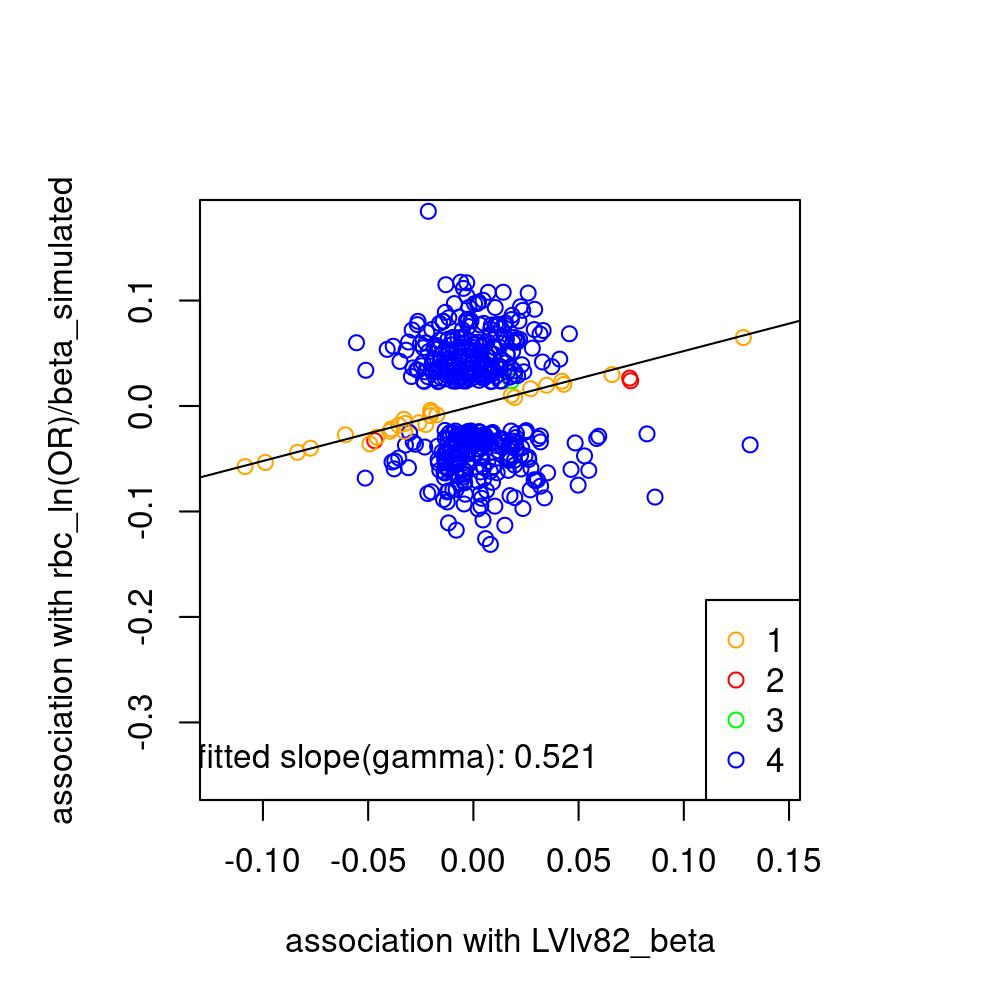 association with rbc_ln(OR)/beta_simulated
0.1
0.0
-0.1
-0.2
-0.3
1
2
3
4
fitted slope(gamma): 0.521
-0.10 -0.05 0.00 0.05 0.10 0.15
association with LVlv82_beta